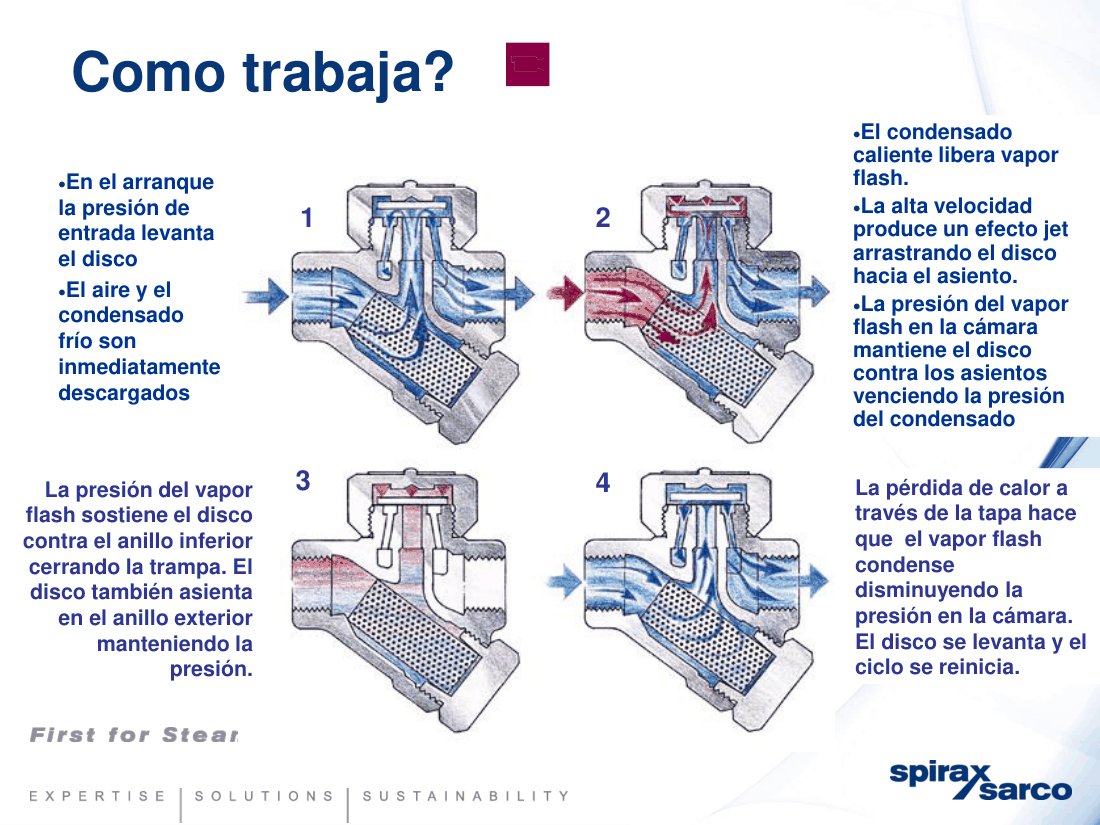 Como trabaja?
•En el arranque
la presión de
entrada levanta
el disco
•El aire y el
condensado
frío son
inmediatamente
descargados
1
2
•El condensado
caliente libera vapor
flash.
•La alta velocidad
produce un efecto jet
arrastrando el disco
hacia el asiento.
•La presión del vapor
flash en la cámara
mantiene el disco
contra los asientos
venciendo la presión
del condensado
La presión del vapor
flash sostiene el disco
contra el anillo inferior
cerrando la trampa. El
disco también asienta
en el anillo exterior
manteniendo la
presión.
3
4
La pérdida de calor a
través de la tapa hace
que el vapor flash
condense
disminuyendo la
presión en la cámara.
El disco se levanta y el
ciclo se reinicia.
First for Stear
EXPERTISE SOLUTIONS SUSTAINABILITY
spirax
sarco